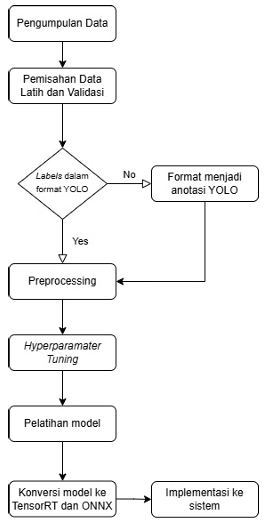 Pengumpulan Data
Pemisahan Data
Latih dan Validasi
Labels dalam
format YOLO
No
Format menjadi
anotasi YOLO
Yes
Preprocessing
Hyperparamater
Tuning
Pelatihan model
Konversi model ke
TensorRT dan ONNX
Implementasi ke
sistem